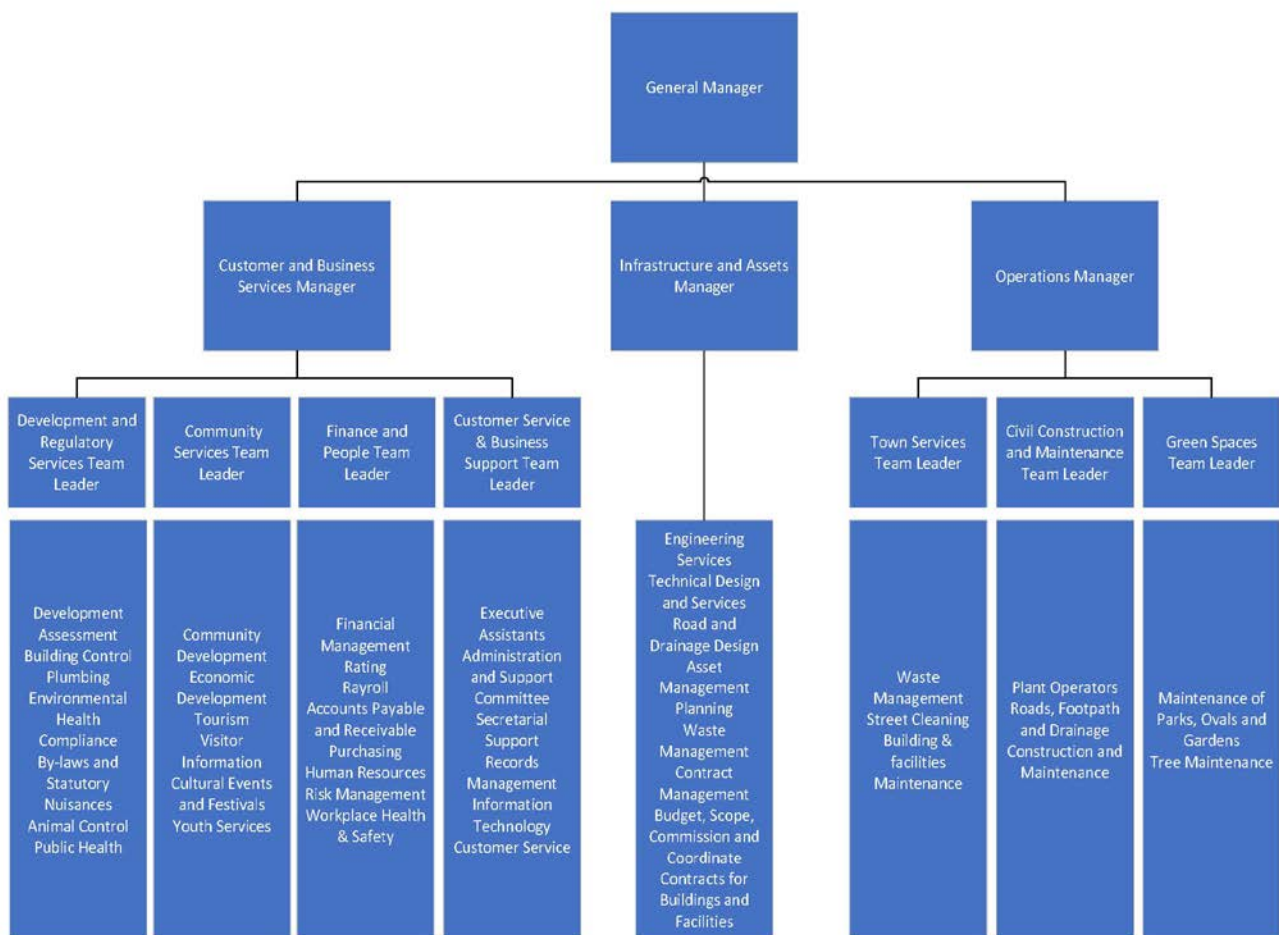 General Manager
Customer and Business
Services Manager
Infrastructure and Assets
Manager
Operations Manager
Development and
Regulatory
Services Team
Leader
Community
Services Team
Leader
Finance and
People Team
Leader
Customer Service
& Business
Support Team
Leader
Town Services
Team Leader
Civil Construction
and Maintenance
Team Leader
Green Spaces
Team Leader
Development
Assessment
Building Control
Plumbing
Environmental
Health
Compliance
By-laws and
Statutory
Nuisances
Animal Control
Public Health
Community
Development
Economic
Development
Tourism
Visitor
Information
Cultural Events
and Festivals
Youth Services
Financial
Management
Rating
Rayroll
Accounts Payable
and Receivable
Purchasing
Human Resources
Risk Management
Workplace Health
& Safety
Executive
Assistants
Administration
and Support
Committee
Secretarial
Support
Records
Management
Information
Technology
Customer Service
Engineering
Services
Technical Design
and Services
Road and
Drainage Design
Asset
Management
Planning
Waste
Management
Contract
Management
Budget, Scope,
Commission and
Coordinate
Contracts for
Buildings and
Facilities
Waste
Management
Street Cleaning
Building &
facilities
Maintenance
Plant Operators
Roads, Footpath
and Drainage
Construction and
Maintenance
Maintenance of
Parks, Ovals and
Gardens
Tree Maintenance